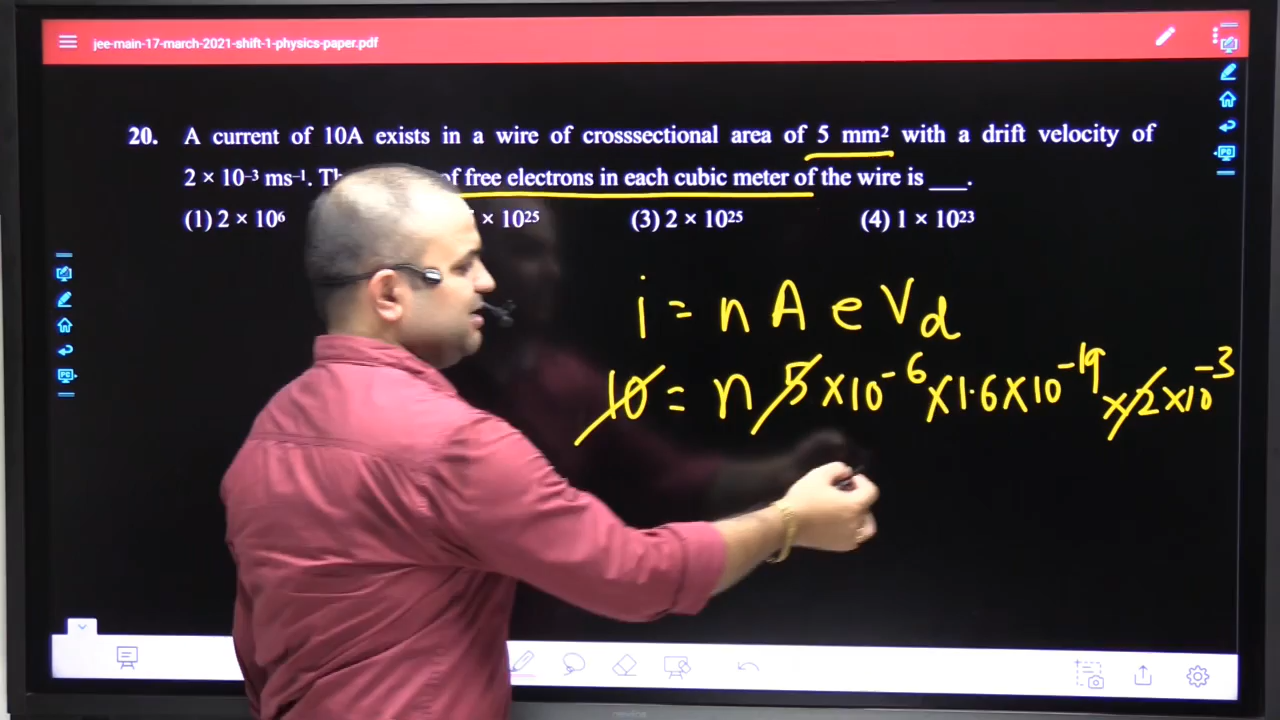 jee-main-17-march-2021-shift-1-physics-paper.pdf
20. A current of 10A exists in a wire of crosssectional area of 5 mm² with a drift velocity of
2 × 10⁻³ ms⁻¹. of free electrons in each cubic meter of the wire is ___.
(1) 2 × 10⁶ × 10²⁵ (3) 2 × 10²⁵ (4) 1 × 10²³
i = n A e Vd
10 = n 5 × 10⁻⁶ × 1.6 × 10⁻¹⁹ × 2 × 10⁻³